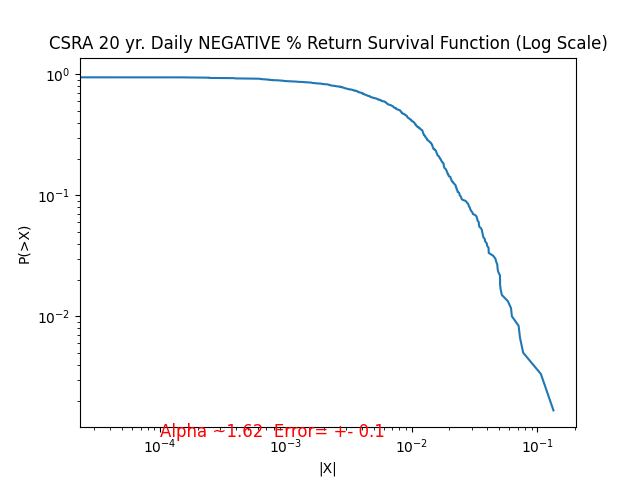 CSRA 20 yr. Daily NEGATIVE % Return Survival Function (Log Scale)
10⁰
10⁻¹
10⁻²
P(>X)
Alpha ~1.62 Error= +- 0.1
10⁻⁴ 10⁻³ 10⁻² 10⁻¹
|X|